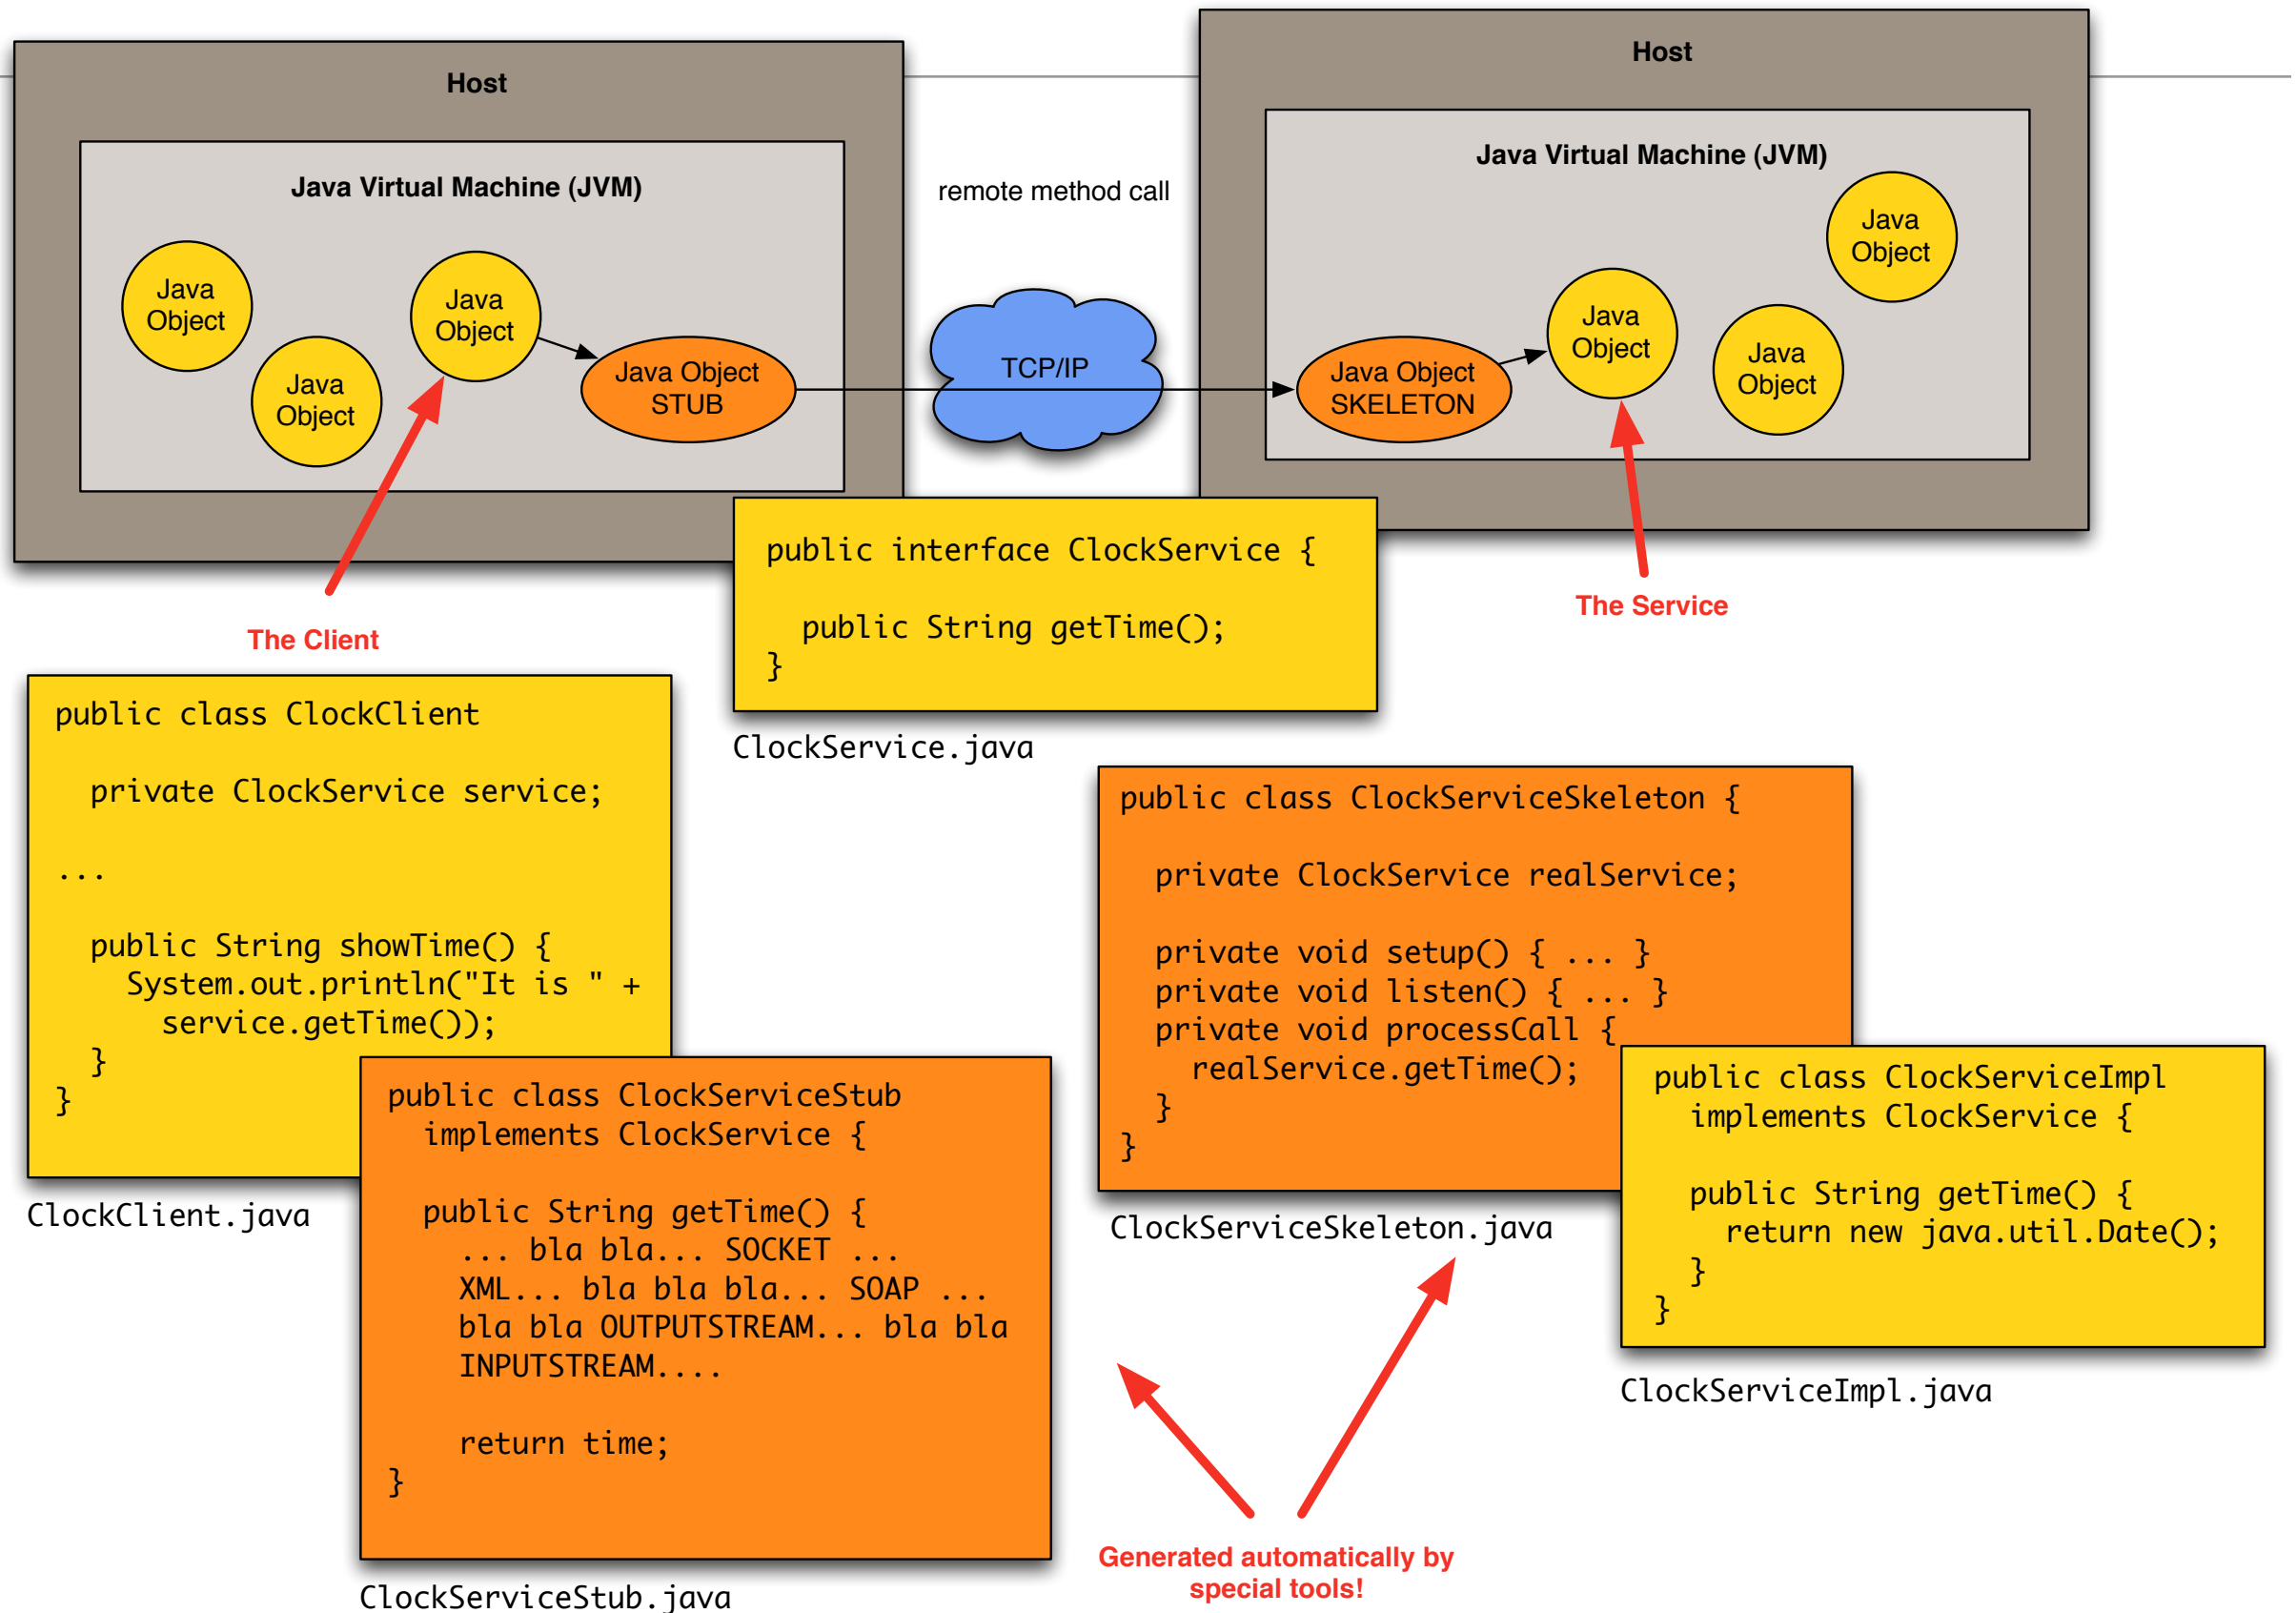 Host
Java Virtual Machine (JVM)
Java
Object
Java
Object
Java
Object
Java Object
STUB
remote method call
TCP/IP
Host
Java Virtual Machine (JVM)
Java Object
SKELETON
Java
Object
Java
Object
Java
Object
The Client
The Service
public interface ClockService {
  public String getTime();
}
ClockService.java
public class ClockClient
  private ClockService service;
...
  public String showTime() {
    System.out.println("It is " +
      service.getTime());
  }
}
ClockClient.java
public class ClockServiceStub
  implements ClockService {
  public String getTime() {
    ... bla bla... SOCKET ...
    XML... bla bla bla... SOAP ...
    bla bla OUTPUTSTREAM... bla bla
    INPUTSTREAM....
    return time;
}
ClockServiceStub.java
public class ClockServiceSkeleton {
  private ClockService realService;
  private void setup() { ... }
  private void listen() { ... }
  private void processCall {
    realService.getTime();
  }
}
ClockServiceSkeleton.java
public class ClockServiceImpl
  implements ClockService {
  public String getTime() {
    return new java.util.Date();
  }
}
ClockServiceImpl.java
Generated automatically by
special tools!